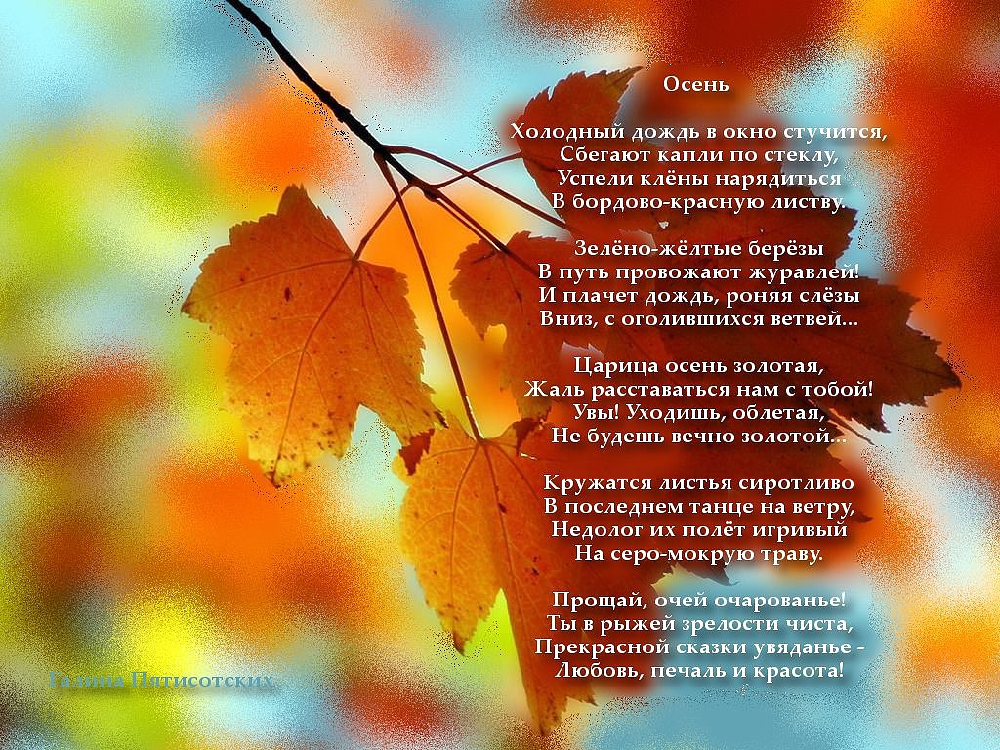 Осень
Холодный дождь в окно стучится,
Сбегают капли по стеклу,
Успели клёны нарядиться
В бордово-красную листву.
Зелёно-жёлтые берёзы
В путь провожают журавлей!
И плачет дождь, роняя слёзы
Вниз, с оголившихся ветвей...
Царица осень золотая,
Жаль расставаться нам с тобой!
Увы! Уходишь, облетая,
Не будешь вечно золотой...
Кружатся листья сиротливо
В последнем танце на ветру,
Недолог их полёт игривый
На серо-мокрую траву.
Прощай, очей очарованье!
Ты в рыжей зрелости чиста,
Прекрасной сказки увяданье -
Любовь, печаль и красота!
Галина Пятисотских